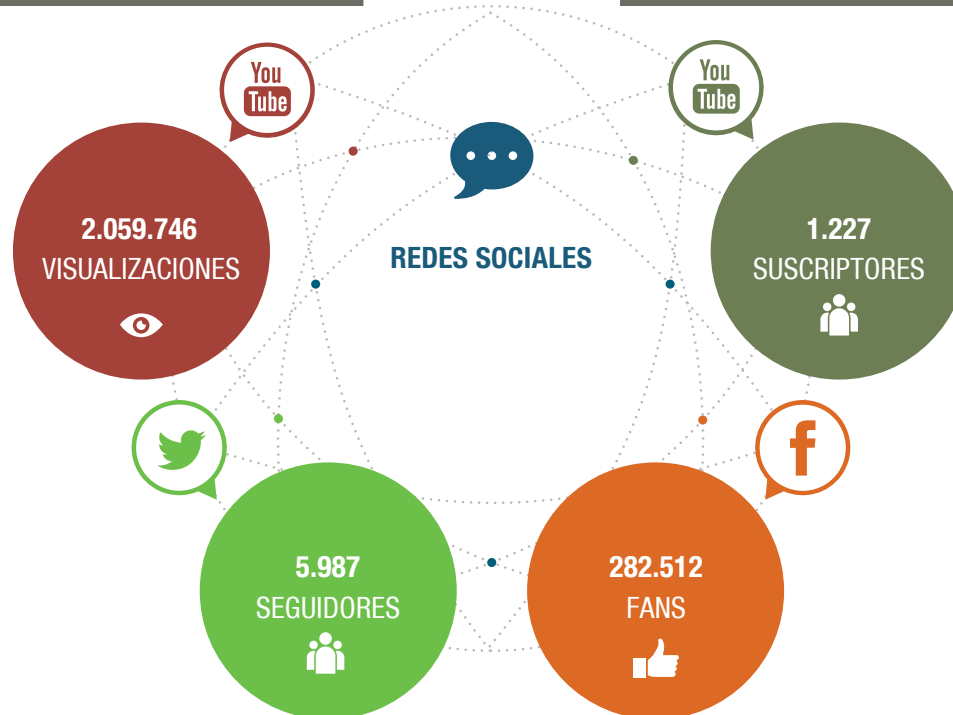 You
Tube
You
Tube
2.059.746
VISUALIZACIONES
REDES SOCIALES
1.227
SUSCRIPTORES
f
5.987
SEGUIDORES
282.512
FANS